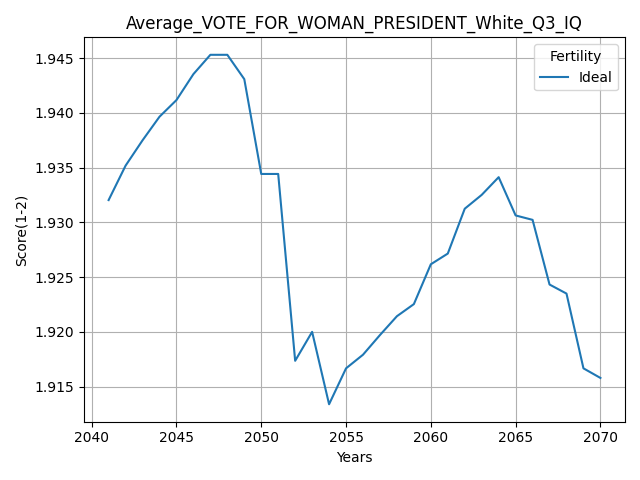 Average_VOTE_FOR_WOMAN_PRESIDENT_White_Q3_IQ
Fertility
Ideal
Score(1-2)
1.945
1.940
1.935
1.930
1.925
1.920
1.915
2040 2045 2050 2055 2060 2065 2070
Years